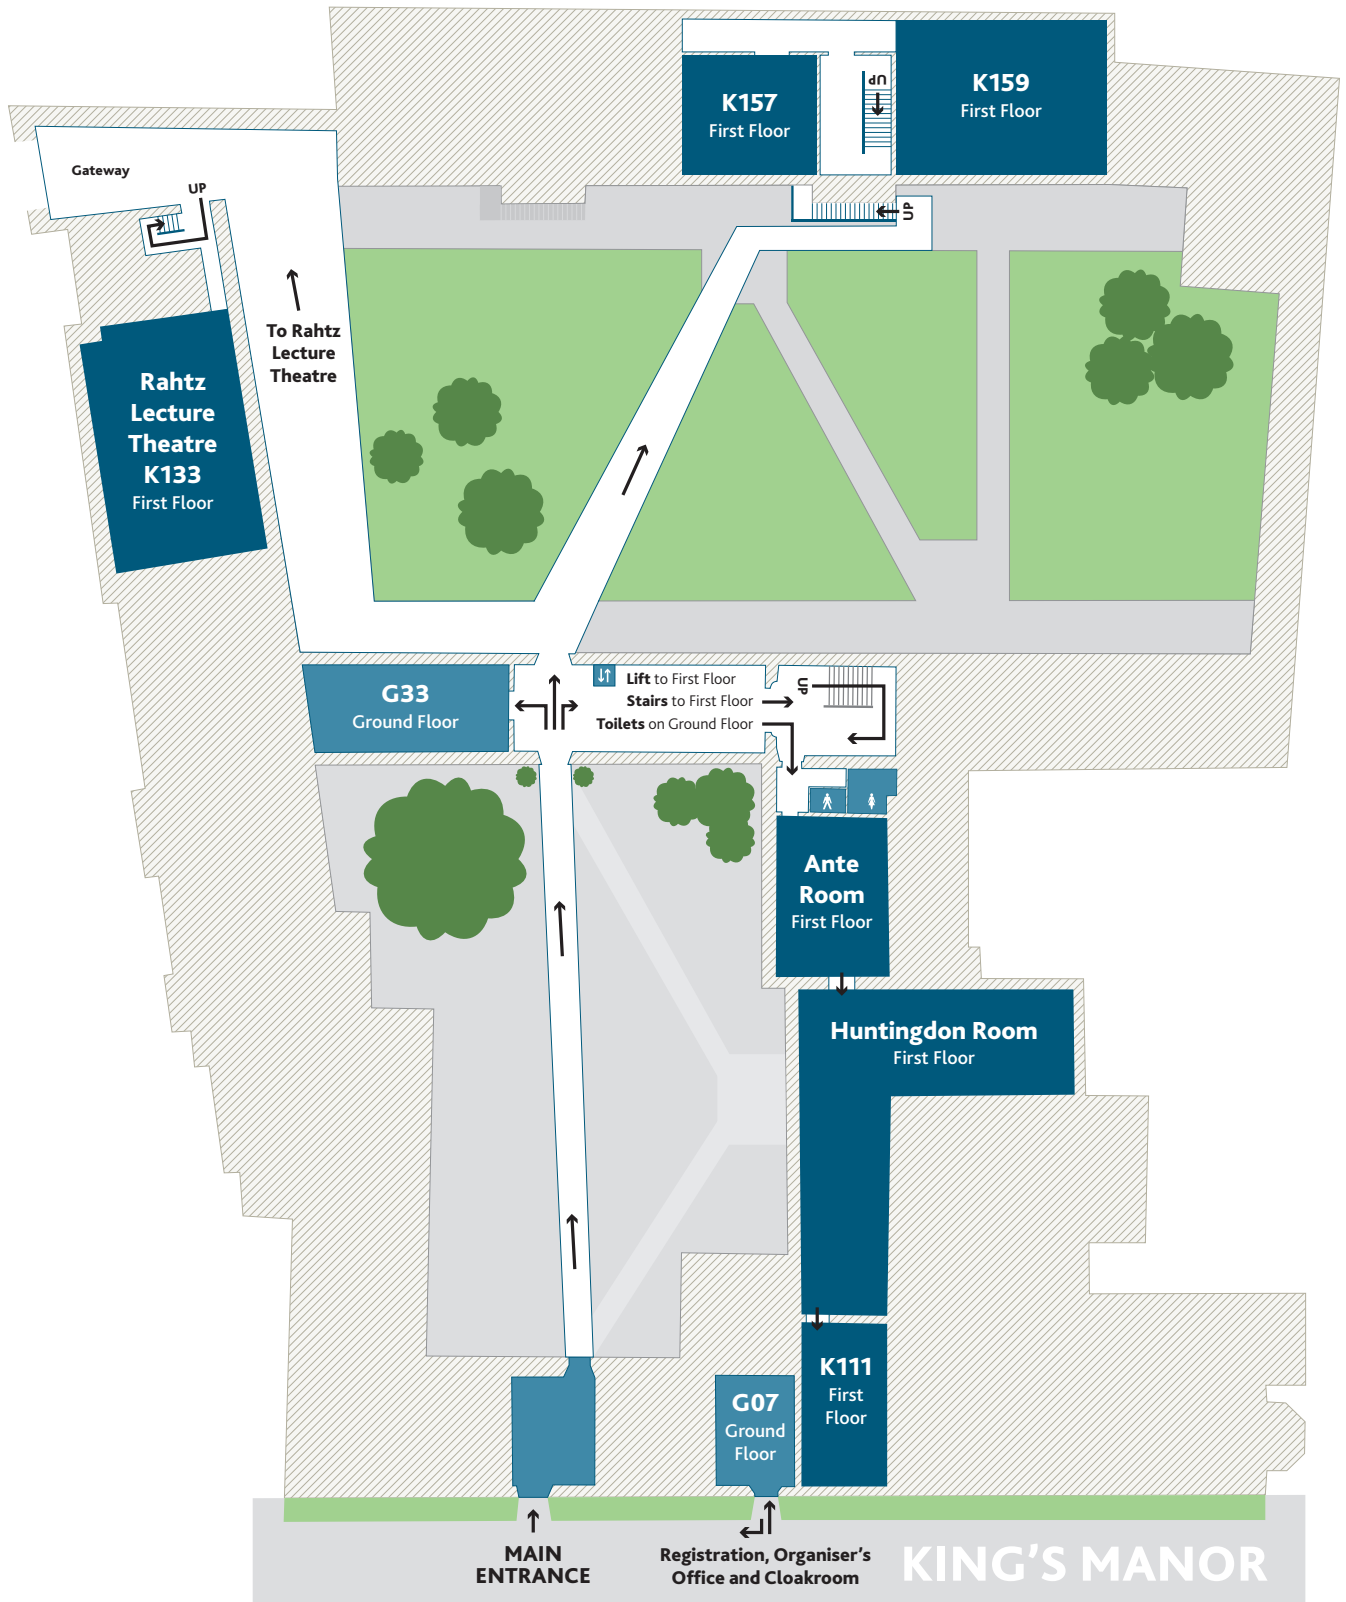 K157
First Floor
UP
K159
First Floor
Gateway
UP
UP
To Rahtz
Lecture
Theatre
Rahtz
Lecture
Theatre
K133
First Floor
G33
Ground Floor
Lift to First Floor
Stairs to First Floor
Toilets on Ground Floor
UP
Ante
Room
First Floor
Huntingdon Room
First Floor
K111
First
Floor
G07
Ground
Floor
MAIN
ENTRANCE
Registration, Organiser's
Office and Cloakroom
KING'S MANOR